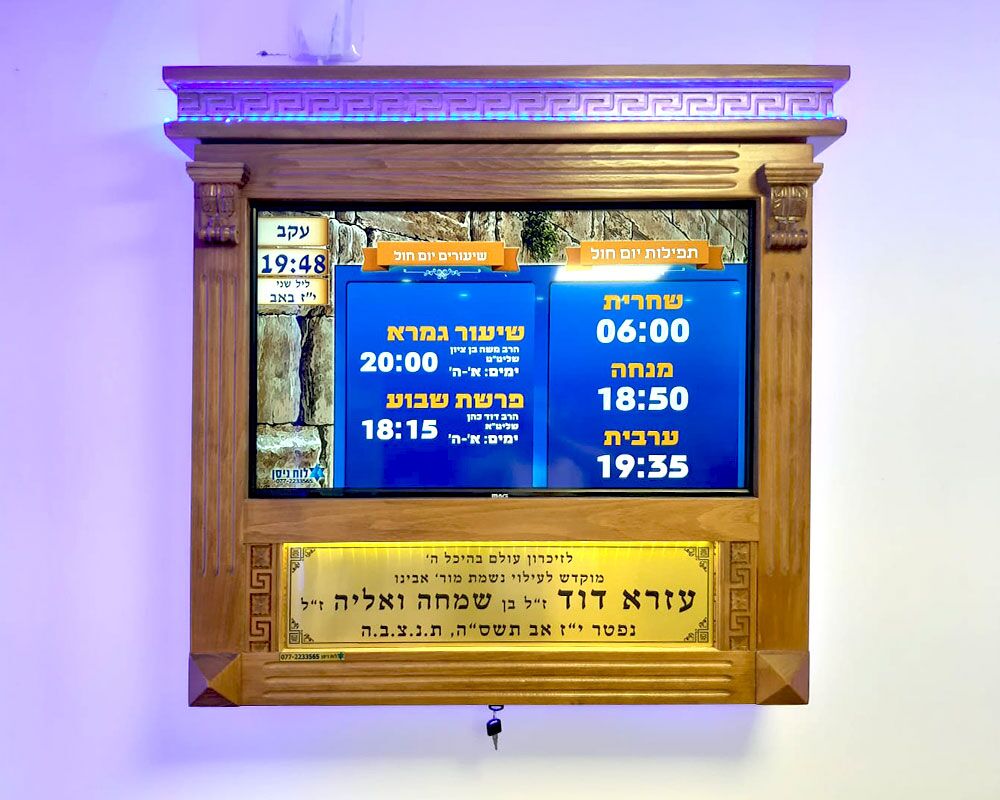 עקב
19:48
ליל שני
י"ז באב
תפילות יום חול
שחרית
06:00
מנחה
18:50
ערבית
19:35
שיעורים יום חול
שיעור גמרא
הרב משה בן ציון
שליט"א
20:00 ימים: א'-ה'
פרשת שבוע
הרב דוד כהן
שליט"א
18:15 ימים: א'-ה'
לוח ניסן
077-2233565
לזיכרון עולם בהיכל ה'
מוקדש לעילוי נשמת מור' אבינו
עזרא דוד ז"ל בן שמחה ואליה ז"ל
נפטר י"ז אב תשס"ה, ת.נ.צ.ב.ה
לוח ניסן 077-2233565